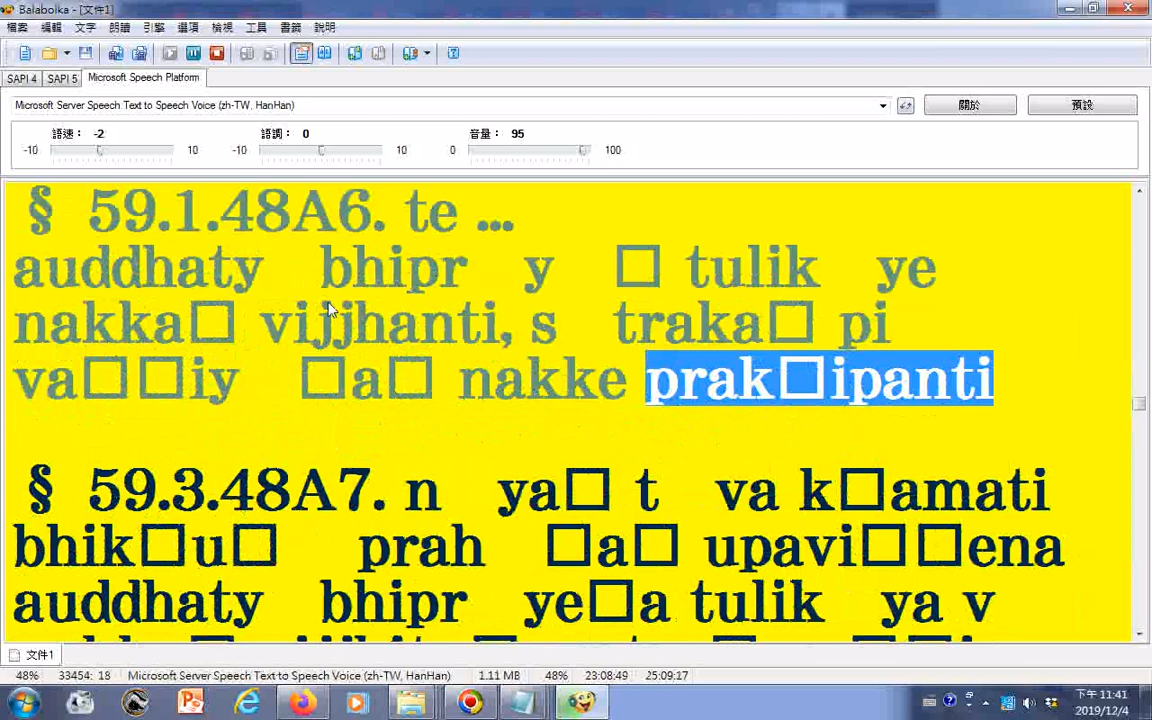 Balabolka - [文件1]
檔案 編輯 文字 朗讀 引擎 選項 檢視 工具 書籤 說明
SAPI 4 SAPI 5 Microsoft Speech Platform
Microsoft Server Speech Text to Speech Voice (zh-TW, HanHan) 關於 預設
語速： -2 語調： 0 音量： 95
-10 10 -10 10 0 100
§ 59.1.48A6. te ...
auddhaty bhipr y □ tulik ye
nakka□ vijjhanti, s traka□ pi
va□□iy □a□ nakke prak□ipanti
§ 59.3.48A7. n ya□ t va k□amati
bhik□u□ prah □a□ upavi□□ena
auddhaty bhipr ye□a tulik ya v
文件1
48% 33454: 18 Microsoft Server Speech Text to Speech Voice (zh-TW, HanHan) 1.11 MB 48% 23:08:49 25:09:17
下午 11:41
2019/12/4